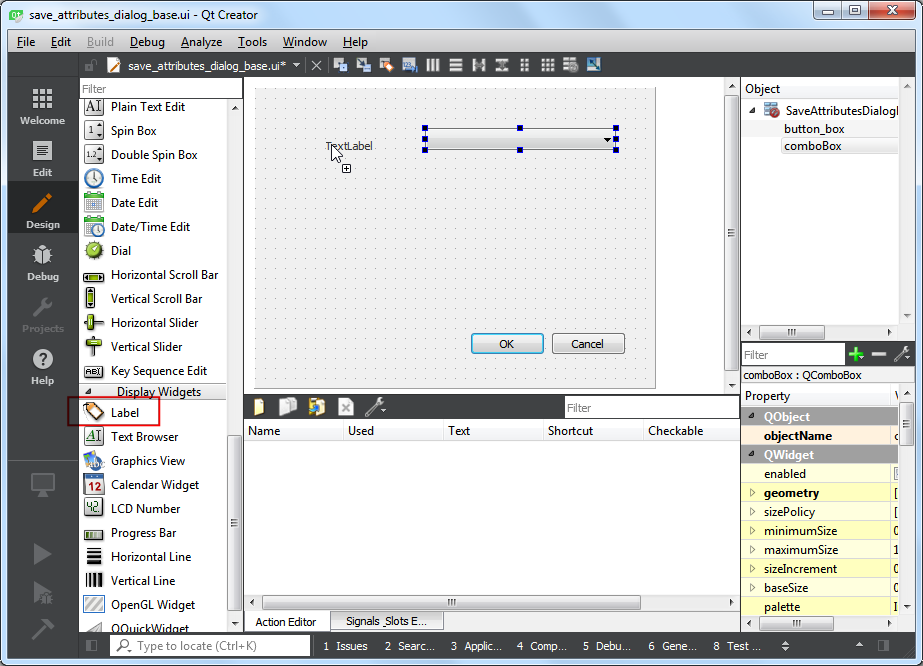 save_attributes_dialog_base.ui - Qt Creator
File Edit Build Debug Analyze Tools Window Help
save_attributes_dialog_base.ui*
Welcome
Edit
Design
Debug
Projects
Help
Filter
Plain Text Edit
Spin Box
Double Spin Box
Time Edit
Date Edit
Date/Time Edit
Dial
Horizontal Scroll Bar
Vertical Scroll Bar
Horizontal Slider
Vertical Slider
Key Sequence Edit
Display Widgets
Label
Text Browser
Graphics View
Calendar Widget
LCD Number
Progress Bar
Horizontal Line
Vertical Line
OpenGL Widget
QQuickWidget
TextLabel
OK Cancel
Filter
Name Used Text Shortcut Checkable
Action Editor Signals _Slots E...
Object
SaveAttributesDialogl
button_box
comboBox
Filter
comboBox : QComboBox
Property
QObject
objectName
QWidget
enabled
geometry
sizePolicy
minimumSize
maximumSize
sizeIncrement
baseSize
palette
Type to locate (Ctrl+K) 1 Issues 2 Searc... 3 Applic... 4 Comp... 5 Debu... 6 Gene... 8 Test ...